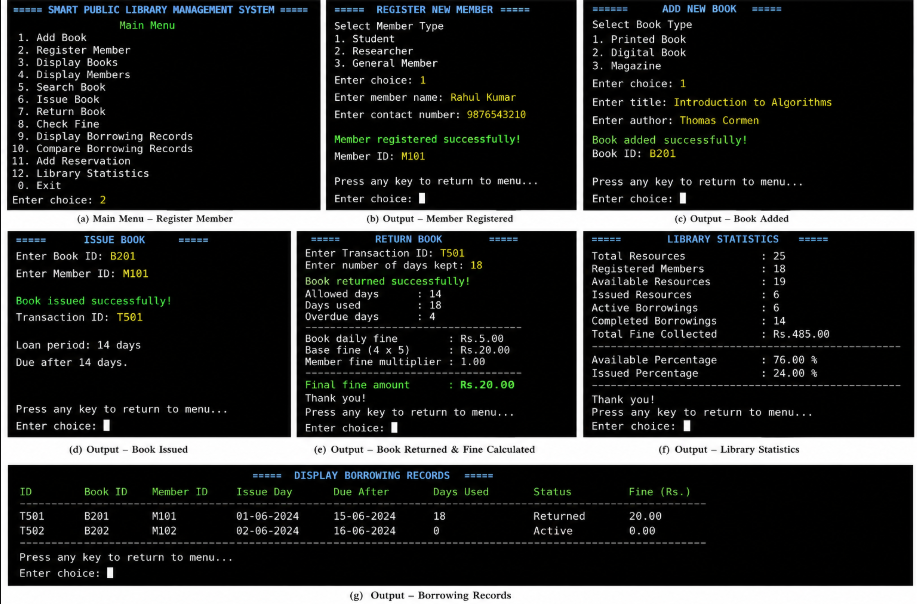 ===== SMART PUBLIC LIBRARY MANAGEMENT SYSTEM =====
Main Menu
1. Add Book
2. Register Member
3. Display Books
4. Display Members
5. Search Book
6. Issue Book
7. Return Book
8. Check Fine
9. Display Borrowing Records
10. Compare Borrowing Records
11. Add Reservation
12. Library Statistics
0. Exit
Enter choice: 2
(a) Main Menu – Register Member
===== REGISTER NEW MEMBER =====
Select Member Type
1. Student
2. Researcher
3. General Member
Enter choice: 1
Enter member name: Rahul Kumar
Enter contact number: 9876543210
Member registered successfully!
Member ID: M101
Press any key to return to menu...
Enter choice:
(b) Output – Member Registered
====== ADD NEW BOOK =====
Select Book Type
1. Printed Book
2. Digital Book
3. Magazine
Enter choice: 1
Enter title: Introduction to Algorithms
Enter author: Thomas Cormen
Book added successfully!
Book ID: B201
Press any key to return to menu...
Enter choice:
(c) Output – Book Added
===== ISSUE BOOK =====
Enter Book ID: B201
Enter Member ID: M101
Book issued successfully!
Transaction ID: T501
Loan period: 14 days
Due after 14 days.
Press any key to return to menu...
Enter choice:
(d) Output – Book Issued
===== RETURN BOOK =====
Enter Transaction ID: T501
Enter number of days kept: 18
Book returned successfully!
Allowed days : 14
Days used : 18
Overdue days : 4
----------------------------------
Book daily fine : Rs.5.00
Base fine (4 x 5) : Rs.20.00
Member fine multiplier : 1.00
----------------------------------
Final fine amount : Rs.20.00
Thank you!
Press any key to return to menu...
Enter choice:
(e) Output – Book Returned & Fine Calculated
===== LIBRARY STATISTICS =====
Total Resources : 25
Registered Members : 18
Available Resources : 19
Issued Resources : 6
Active Borrowings : 6
Completed Borrowings : 14
Total Fine Collected : Rs.485.00
------------------------------------------------
Available Percentage : 76.00 %
Issued Percentage : 24.00 %
------------------------------------------------
Thank you!
Press any key to return to menu...
Enter choice:
(f) Output – Library Statistics
===== DISPLAY BORROWING RECORDS =====
ID Book ID Member ID Issue Day Due After Days Used Status Fine (Rs.)
------------------------------------------------------------------------------------------------
T501 B201 M101 01-06-2024 15-06-2024 18 Returned 20.00
T502 B202 M102 02-06-2024 16-06-2024 0 Active 0.00
------------------------------------------------------------------------------------------------
Press any key to return to menu...
Enter choice:
(g) Output – Borrowing Records